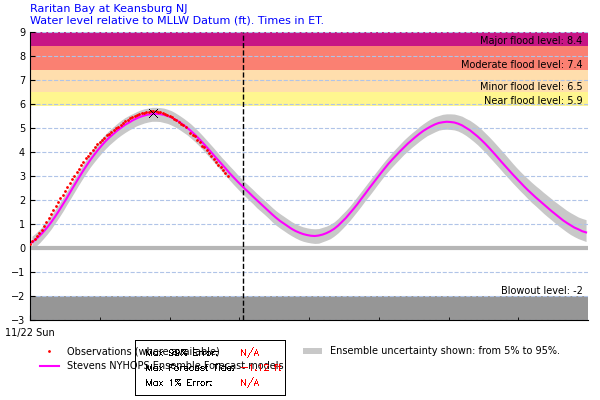 Raritan Bay at Keansburg NJ
Water level relative to MLLW Datum (ft). Times in ET.
9
Major flood level: 8.4
8
Moderate flood level: 7.4
7
Minor flood level: 6.5
6
Near flood level: 5.9
5
4
3
2
1
0
−1
Blowout level: -2
−2
−3
11/22 Sun
Observations (where available)
Ensemble uncertainty shown: from 5% to 95%.
Stevens NYHOPS Ensemble Forecast models
Error: N/A
Max Forecast Tide:
Max 1% Error: N/A